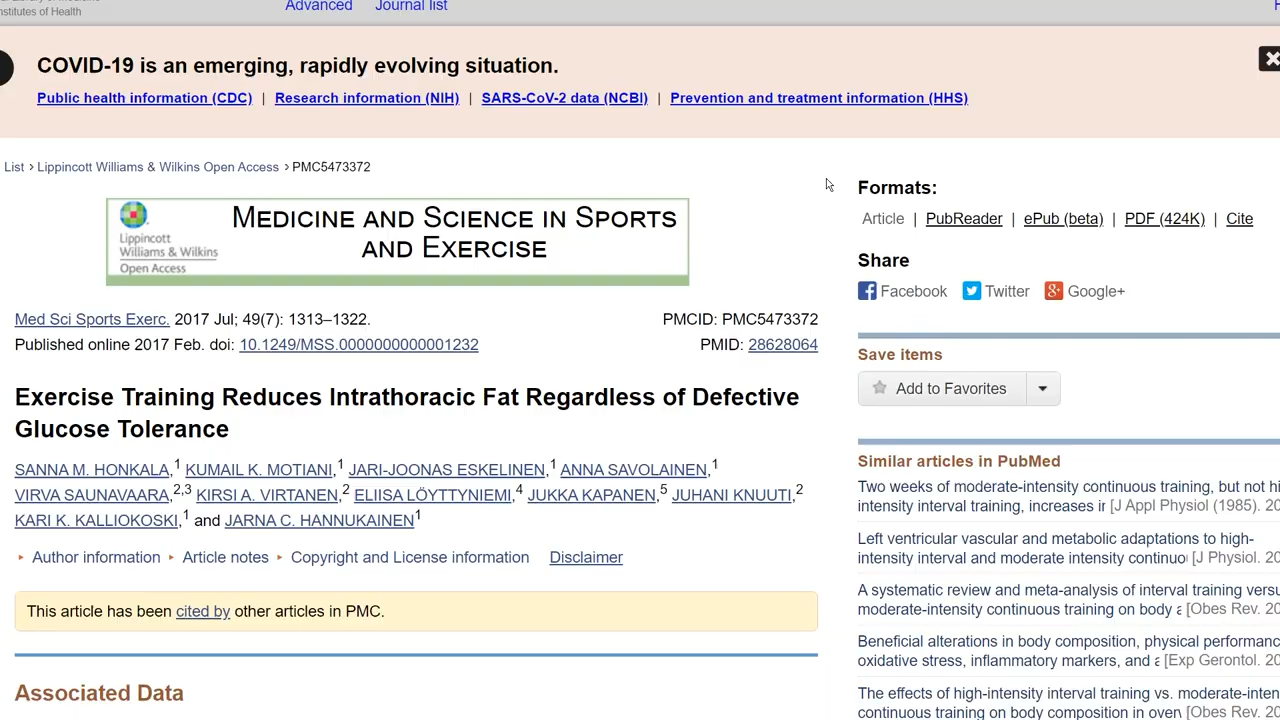 nstitutes of Health
Advanced Journal list
COVID-19 is an emerging, rapidly evolving situation.
Public health information (CDC) | Research information (NIH) | SARS-CoV-2 data (NCBI) | Prevention and treatment information (HHS)
List › Lippincott Williams & Wilkins Open Access › PMC5473372
Lippincott
Williams & Wilkins
Open Access
MEDICINE AND SCIENCE IN SPORTS
AND EXERCISE
Med Sci Sports Exerc. 2017 Jul; 49(7): 1313–1322.
PMCID: PMC5473372
Published online 2017 Feb. doi: 10.1249/MSS.0000000000001232
PMID: 28628064
Exercise Training Reduces Intrathoracic Fat Regardless of Defective
Glucose Tolerance
SANNA M. HONKALA,1 KUMAIL K. MOTIANI,1 JARI-JOONAS ESKELINEN,1 ANNA SAVOLAINEN,1
VIRVA SAUNAVAARA,2,3 KIRSI A. VIRTANEN,2 ELIISA LÖYTTYNIEMI,4 JUKKA KAPANEN,5 JUHANI KNUUTI,2
KARI K. KALLIOKOSKI,1 and JARNA C. HANNUKAINEN1
Author information Article notes Copyright and License information Disclaimer
This article has been cited by other articles in PMC.
Associated Data
Formats:
Article | PubReader | ePub (beta) | PDF (424K) | Cite
Share
Facebook Twitter Google+
Save items
Add to Favorites
Similar articles in PubMed
Two weeks of moderate-intensity continuous training, but not hi
intensity interval training, increases ir [J Appl Physiol (1985). 20
Left ventricular vascular and metabolic adaptations to high-
intensity interval and moderate intensity continuo [J Physiol. 20
A systematic review and meta-analysis of interval training versu
moderate-intensity continuous training on body [Obes Rev. 20
Beneficial alterations in body composition, physical performanc
oxidative stress, inflammatory markers, and a [Exp Gerontol. 20
The effects of high-intensity interval training vs. moderate-inten
continuous training on body composition in overv [Obes Rev. 20